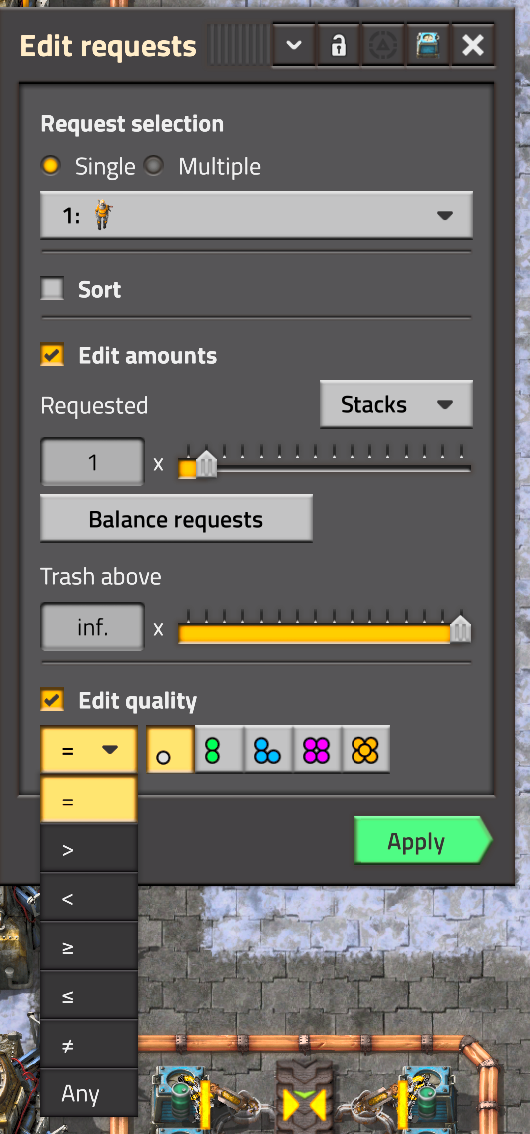 Edit requests
Request selection
Single Multiple
1:
Sort
Edit amounts
Requested Stacks
1 x
Balance requests
Trash above
inf. x
Edit quality
=
=
>
<
≥
≤
≠
Any
Apply